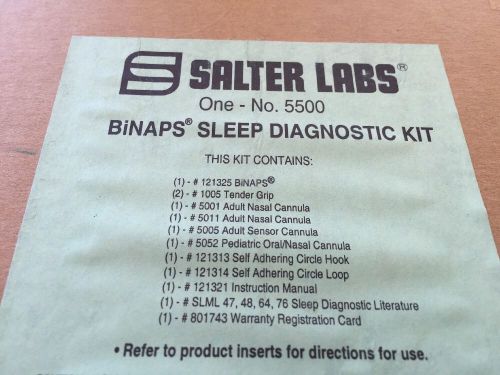 SALTER LABS®
One - No. 5500
BiNAPS® SLEEP DIAGNOSTIC KIT
THIS KIT CONTAINS:
(1) - # 121325 BiNAPS®
(2) - # 1005 Tender Grip
(1) - # 5001 Adult Nasal Cannula
(1) - # 5011 Adult Nasal Cannula
(1) - # 5005 Adult Sensor Cannula
(1) - # 5052 Pediatric Oral/Nasal Cannula
(1) - # 121313 Self Adhering Circle Hook
(1) - # 121314 Self Adhering Circle Loop
(1) - # 121321 Instruction Manual
(1) - # SLML 47, 48, 64, 76 Sleep Diagnostic Literature
(1) - # 801743 Warranty Registration Card
• Refer to product inserts for directions for use.